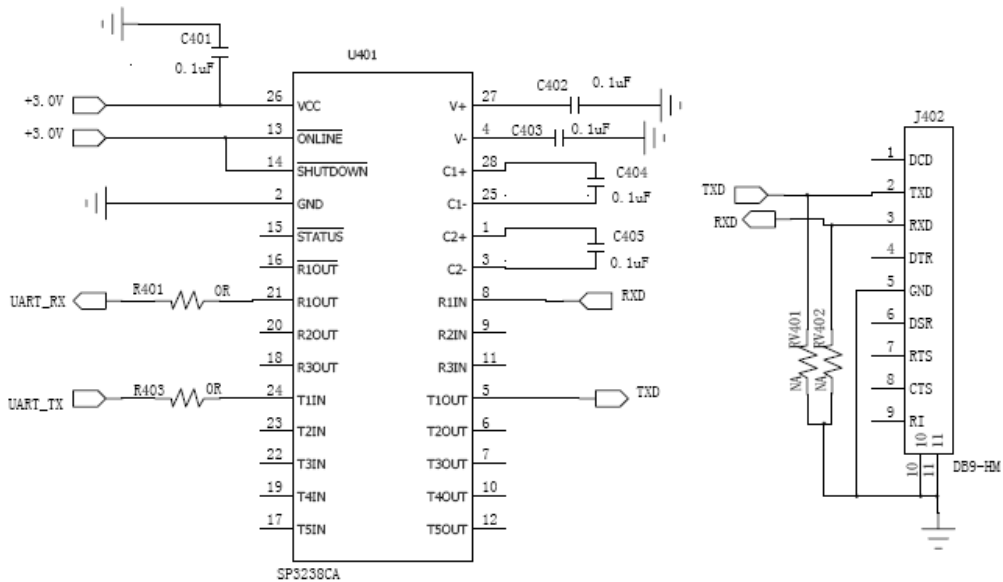 C401
0.1uF
U401
+3.0V
26 VCC
V+ 27
C402
0.1uF
+3.0V
13 ONLINE
V- 4
C403
0.1uF
14 SHUTDOWN
C1+ 28
C404
0.1uF
2 GND
C1- 25
15 STATUS
C2+ 1
C405
0.1uF
16 R1OUT
C2- 3
UART_RX
R401
0R
21 R1OUT
R1IN 8
RXD
20 R2OUT
R2IN 9
18 R3OUT
R3IN 11
UART_TX
R403
0R
24 T1IN
T1OUT 5
TXD
23 T2IN
T2OUT 6
22 T3IN
T3OUT 7
19 T4IN
T4OUT 10
17 T5IN
T5OUT 12
SP3238CA
J402
1 DCD
TXD
2 TXD
RXD
3 RXD
4 DTR
5 GND
6 DSR
7 RTS
8 CTS
9 RI
RV401
NA
RV402
NA
10
11
10
11
DB9-HM